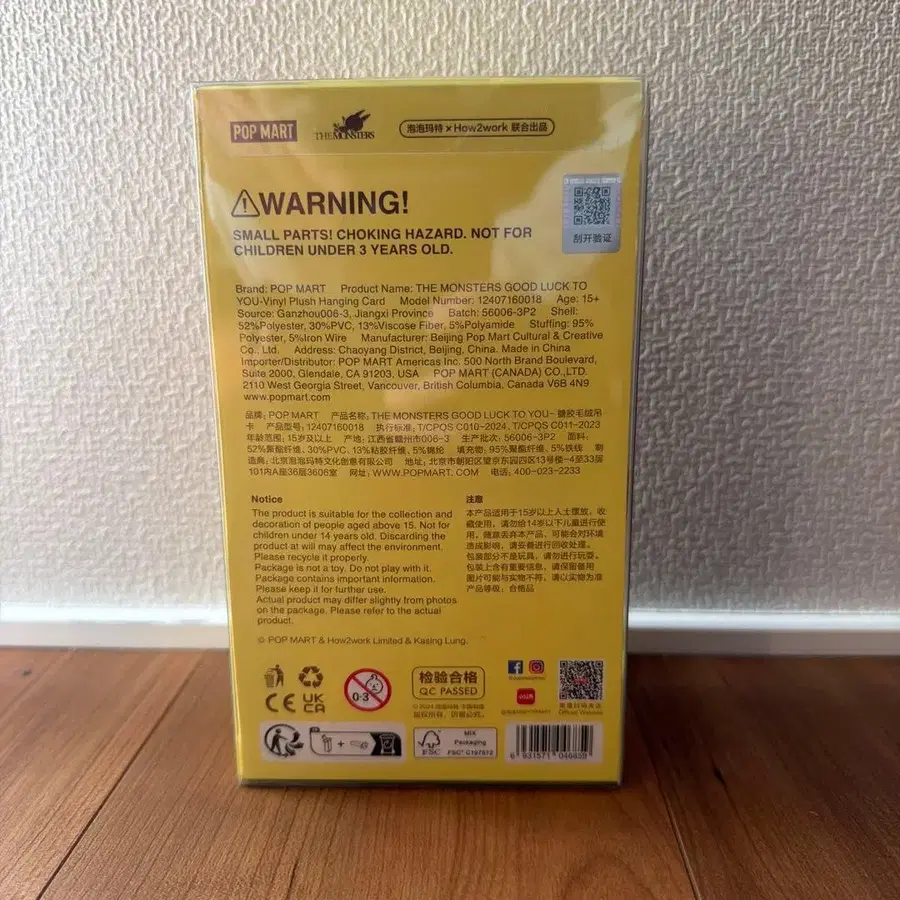 POP MART
THE MONSTERS
泡泡玛特 × How2work 联合出品
WARNING!
SMALL PARTS! CHOKING HAZARD. NOT FOR
CHILDREN UNDER 3 YEARS OLD.
刮开验证
Brand: POP MART Product Name: THE MONSTERS GOOD LUCK TO
YOU-Vinyl Plush Hanging Card Model Number: 12407160018 Age: 15+
Source: Ganzhou006-3, Jiangxi Province Batch: 56006-3P2 Shell:
52%Polyester, 30%PVC, 13%Viscose Fiber, 5%Polyamide Stuffing: 95%
Polyester, 5%Iron Wire Manufacturer: Beijing Pop Mart Cultural & Creative
Co., Ltd. Address: Chaoyang District, Beijing, China. Made in China
Importer/Distributor: POP MART Americas Inc. 500 North Brand Boulevard,
Suite 2000, Glendale, CA 91203, USA POP MART (CANADA) CO.,LTD.
2110 West Georgia Street, Vancouver, British Columbia, Canada V6B 4N9
www.popmart.com
品牌: POP MART 产品名称: THE MONSTERS GOOD LUCK TO YOU- 搪胶毛绒吊
卡 产品型号: 12407160018 执行标准: T/CPQS C010-2024, T/CPQS C011-2023
年龄范围: 15岁及以上 产地: 江西省赣州市006-3 生产批次: 56006-3P2 面料:
52%聚酯纤维、30%PVC、13%粘胶纤维、5%锦纶 填充物: 95%聚酯纤维、5%铁线 制
造商: 北京泡泡玛特文化创意有限公司 地址: 北京市朝阳区望京东园四区13号楼-4至33层
101内A座36层3606室 网址: WWW.POPMART.COM 电话: 400-023-2233
Notice
The product is suitable for the collection and
decoration of people aged above 15. Not for
children under 14 years old. Discarding the
product at will may affect the environment.
Please recycle it properly.
Package is not a toy. Do not play with it.
Package contains important information.
Please keep it for further use.
Actual product may differ slightly from photos
on the package. Please refer to the actual
product.
注意
本产品适用于15岁以上人士摆放，收
藏使用，请勿给14岁以下儿童进行使
用，随意丢弃本产品，可能会对环境
造成影响，请妥善进行回收处理。
包装部分不是玩具，请勿进行玩耍。
包装上含有重要信息，请保留备用
图片可能与实物不符，请以实物为准
产品等级: 合格品
© POP MART & How2work Limited & Kasing Lung.
CE
UK
CA
0-3
检验合格
QC PASSED
版权所有，仿冒必究。
Official Website
FSC
MIX
Packaging
6 931571 046859